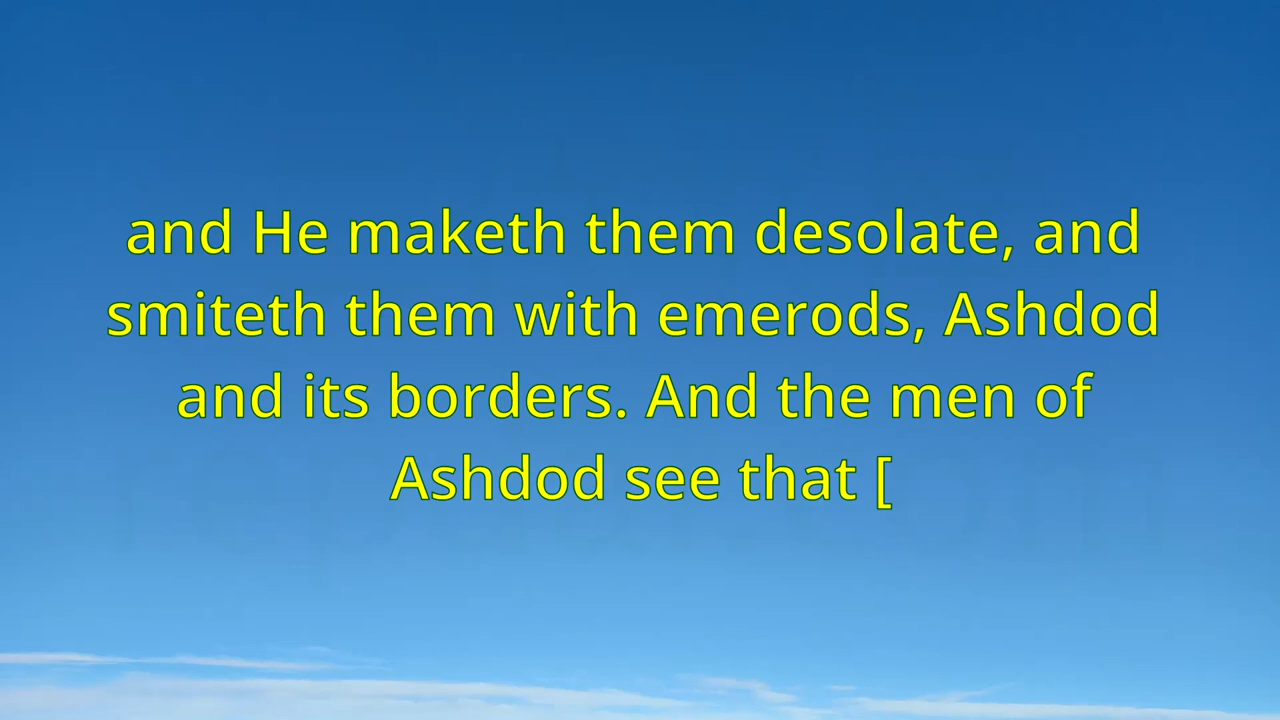 and He maketh them desolate, and
smiteth them with emerods, Ashdod
and its borders. And the men of
Ashdod see that [